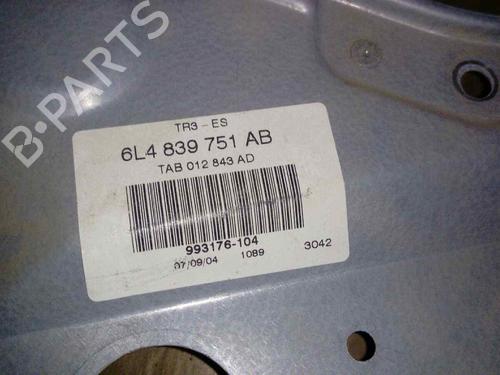 B-PARTS
TR3-ES
6L4 839 751 AB
TAB 012 843 AD
993176-104
07/09/04 1089 3042